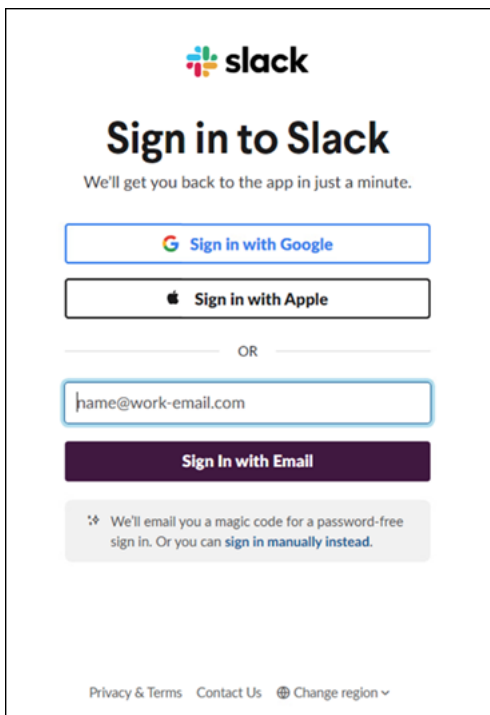 slack
Sign in to Slack
We'll get you back to the app in just a minute.
Sign in with Google
Sign in with Apple
OR
name@work-email.com
Sign In with Email
We'll email you a magic code for a password-free
sign in. Or you can sign in manually instead.
Privacy & Terms Contact Us Change region